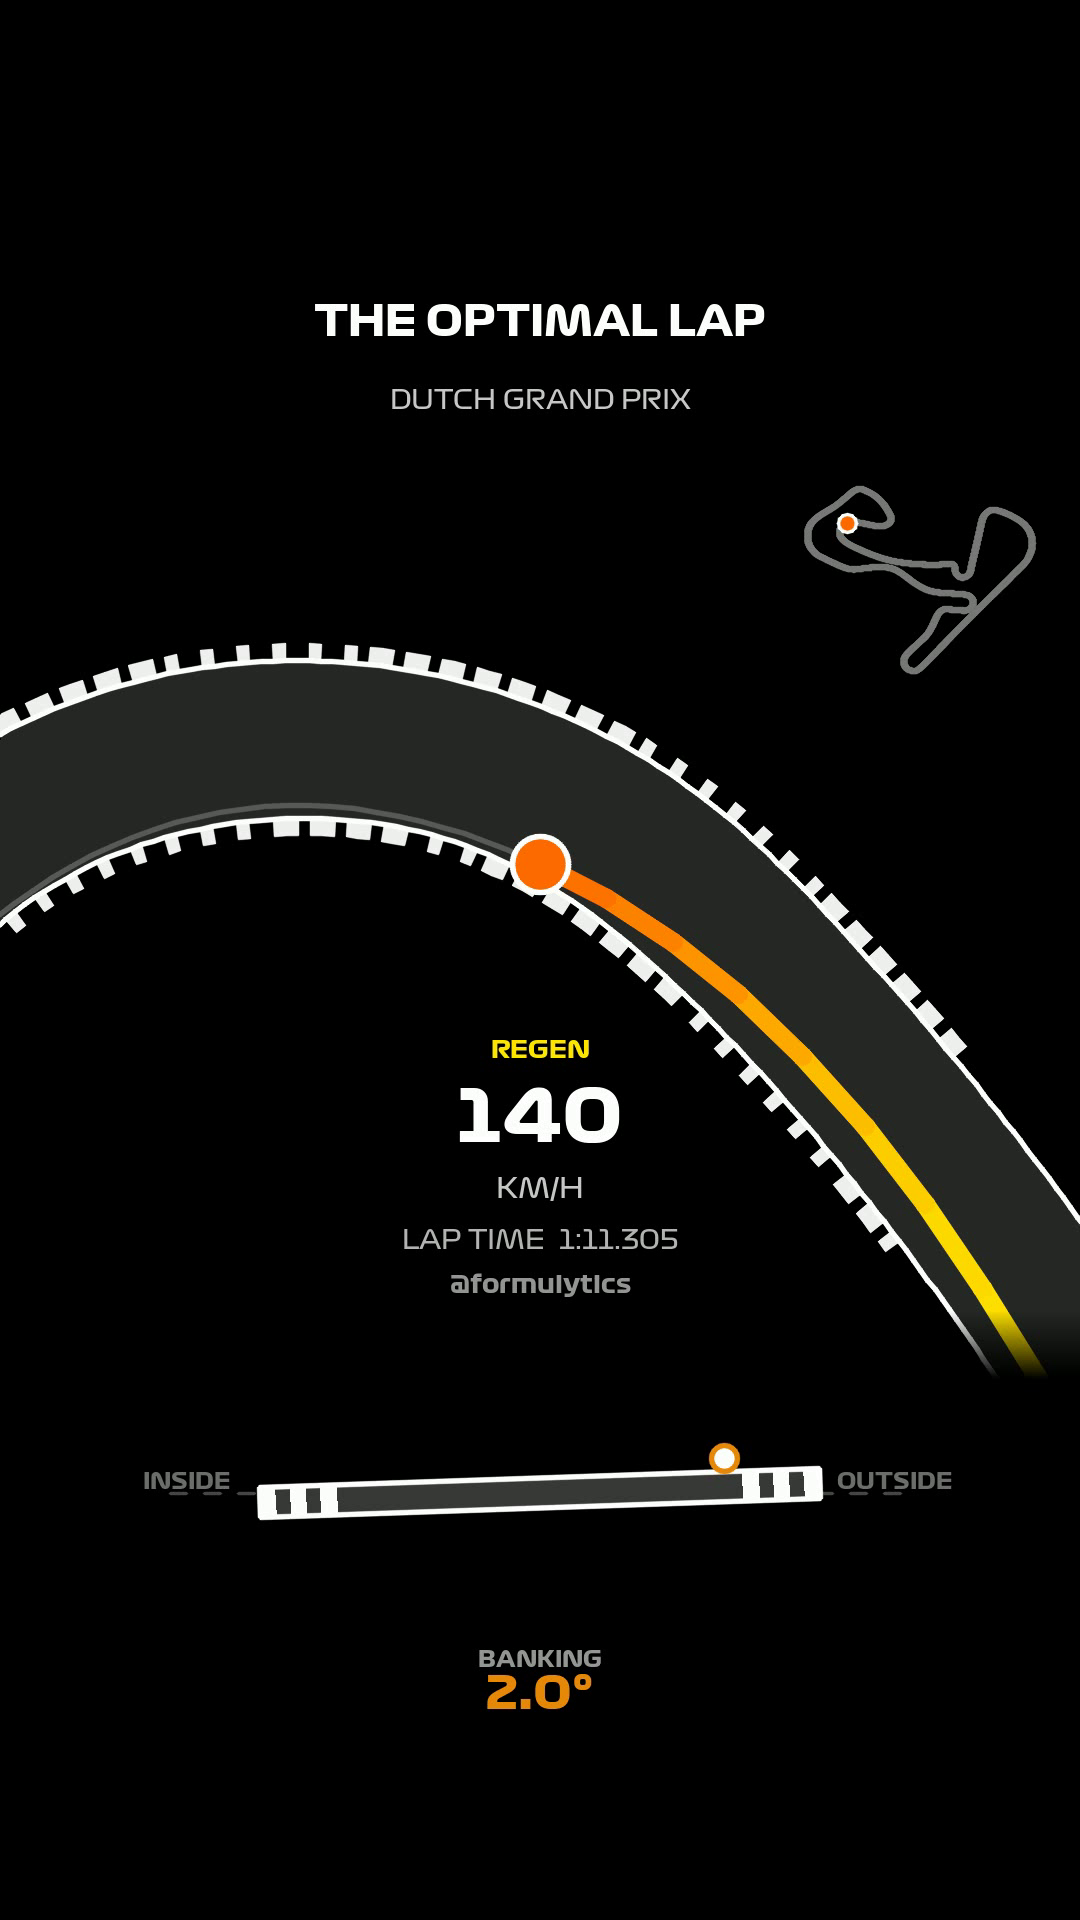 THE OPTIMAL LAP
DUTCH GRAND PRIX
REGEN
140
KM/H
LAP TIME 1:11.305
@formulytics
INSIDE
OUTSIDE
BANKING
2.0°